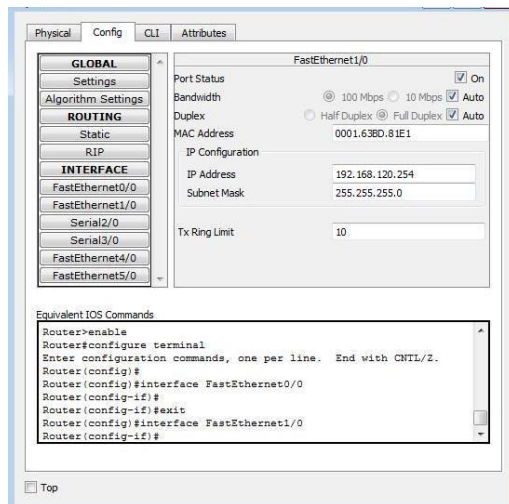 Physical Config CLI Attributes
GLOBAL
Settings
Algorithm Settings
ROUTING
Static
RIP
INTERFACE
FastEthernet0/0
FastEthernet1/0
Serial2/0
Serial3/0
FastEthernet4/0
FastEthernet5/0
FastEthernet1/0
Port Status On
Bandwidth 100 Mbps 10 Mbps Auto
Duplex Half Duplex Full Duplex Auto
MAC Address 0001.63BD.81E1
IP Configuration
IP Address 192.168.120.254
Subnet Mask 255.255.255.0
Tx Ring Limit 10
Equivalent IOS Commands
Router>enable
Router#configure terminal
Enter configuration commands, one per line. End with CNTL/Z.
Router(config)#
Router(config)#interface FastEthernet0/0
Router(config-if)#
Router(config-if)#exit
Router(config)#interface FastEthernet1/0
Router(config-if)#
Top